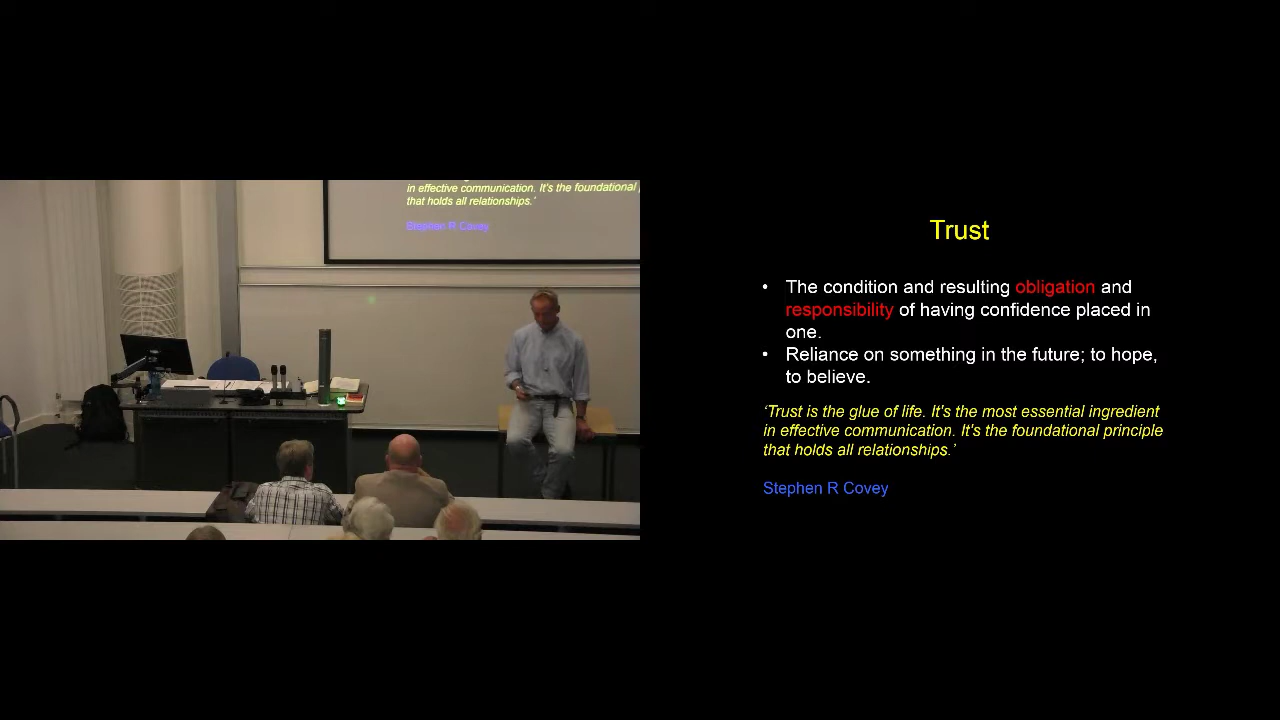 in effective communication. It's the foundational
that holds all relationships.'
Stephen R Covey
Trust
• The condition and resulting obligation and
responsibility of having confidence placed in
one.
• Reliance on something in the future; to hope,
to believe.
‘Trust is the glue of life. It's the most essential ingredient
in effective communication. It's the foundational principle
that holds all relationships.’
Stephen R Covey